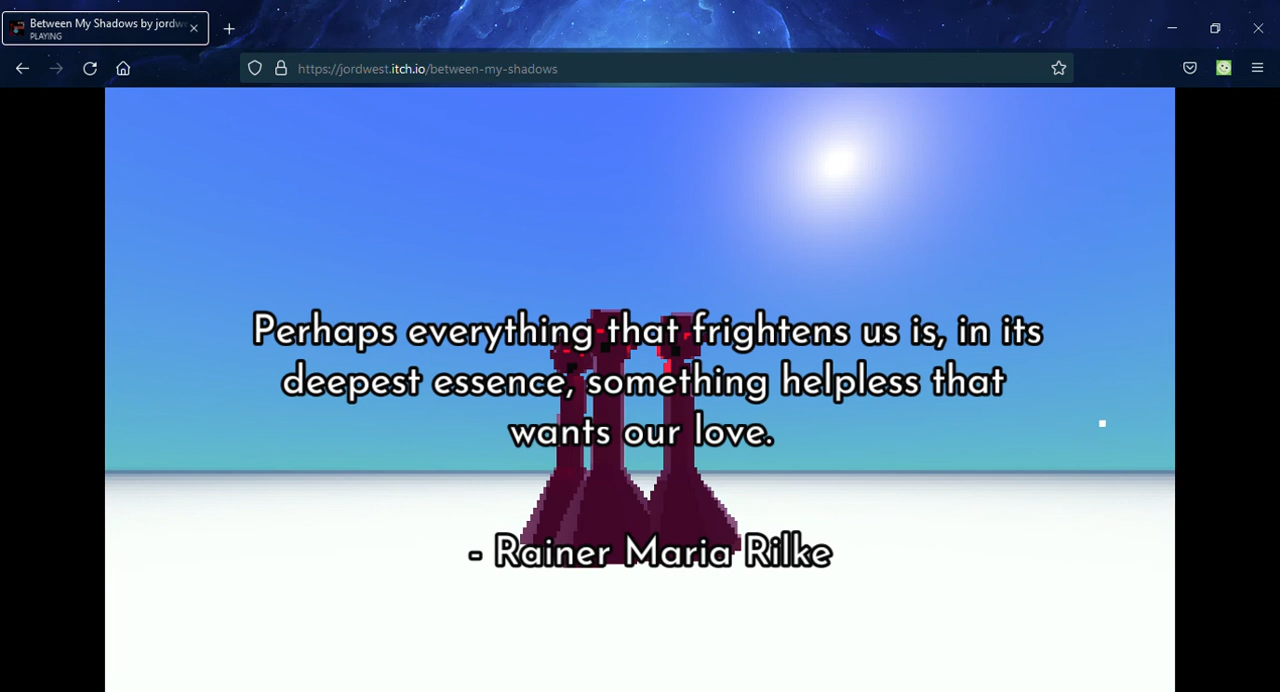 Between My Shadows by jordwe
PLAYING
https://jordwest.itch.io/between-my-shadows
Perhaps everything that frightens us is, in its
deepest essence, something helpless that
wants our love.
- Rainer Maria Rilke